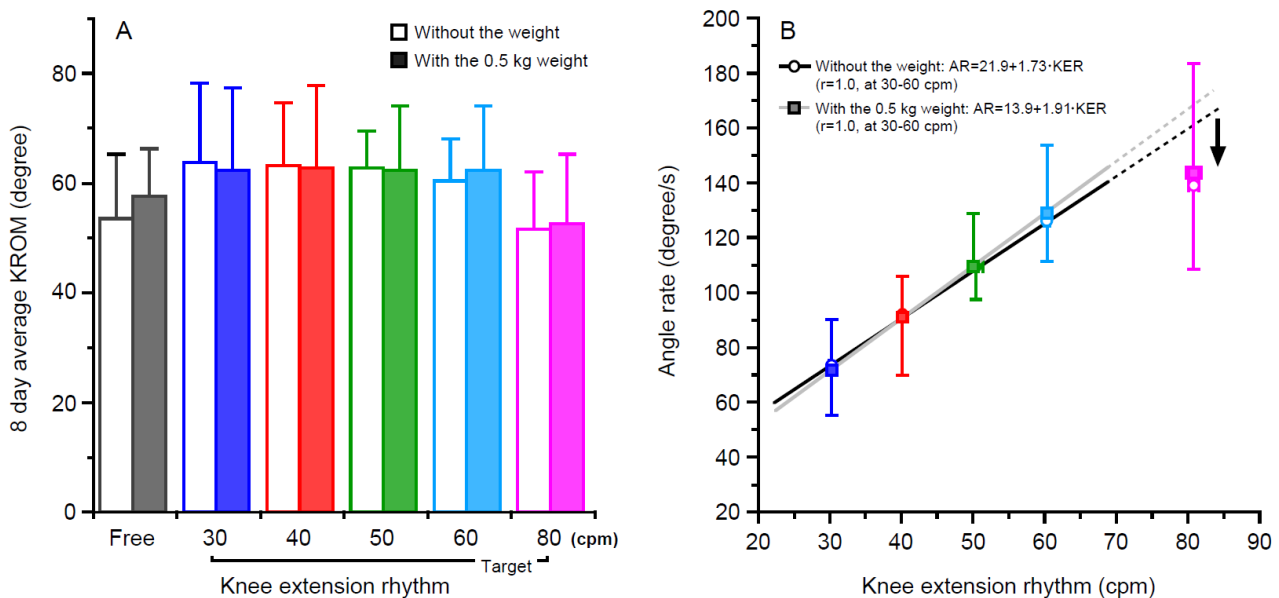 A
Without the weight
With the 0.5 kg weight
8 day average KROM (degree)
80
60
40
20
0
Free 30 40 50 60 80 (cpm)
Target
Knee extension rhythm
B
Without the weight: AR=21.9+1.73·KER
(r=1.0, at 30-60 cpm)
With the 0.5 kg weight: AR=13.9+1.91·KER
(r=1.0, at 30-60 cpm)
Angle rate (degree/s)
200
180
160
140
120
100
80
60
40
20
20 30 40 50 60 70 80 90
Knee extension rhythm (cpm)